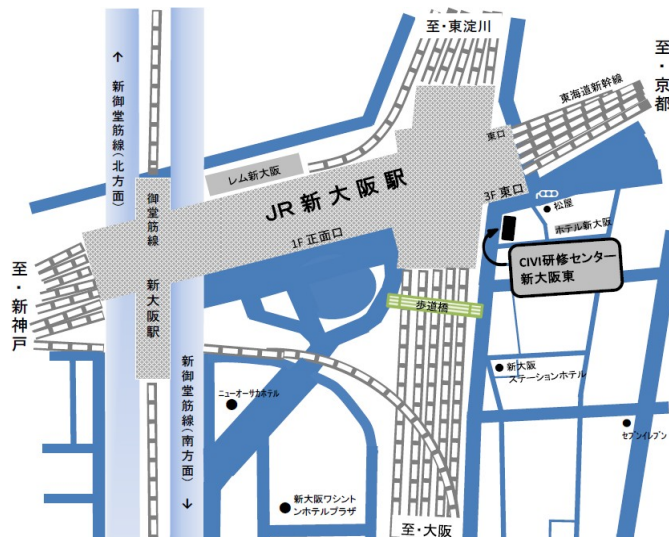 至・東淀川
至・京都
東海道新幹線
↑ 新御堂筋線(北方面)
東口
レム新大阪
JR新大阪駅
3F 東口
松屋
御堂筋線 新大阪駅
1F 正面口
ホテル新大阪
CIVI研修センター
新大阪東
至・新神戸
歩道橋
新御堂筋線(南方面) ↓
新大阪
ステーションホテル
ニューオーサカホテル
セブンイレブン
新大阪ワシント
ンホテルプラザ
至・大阪